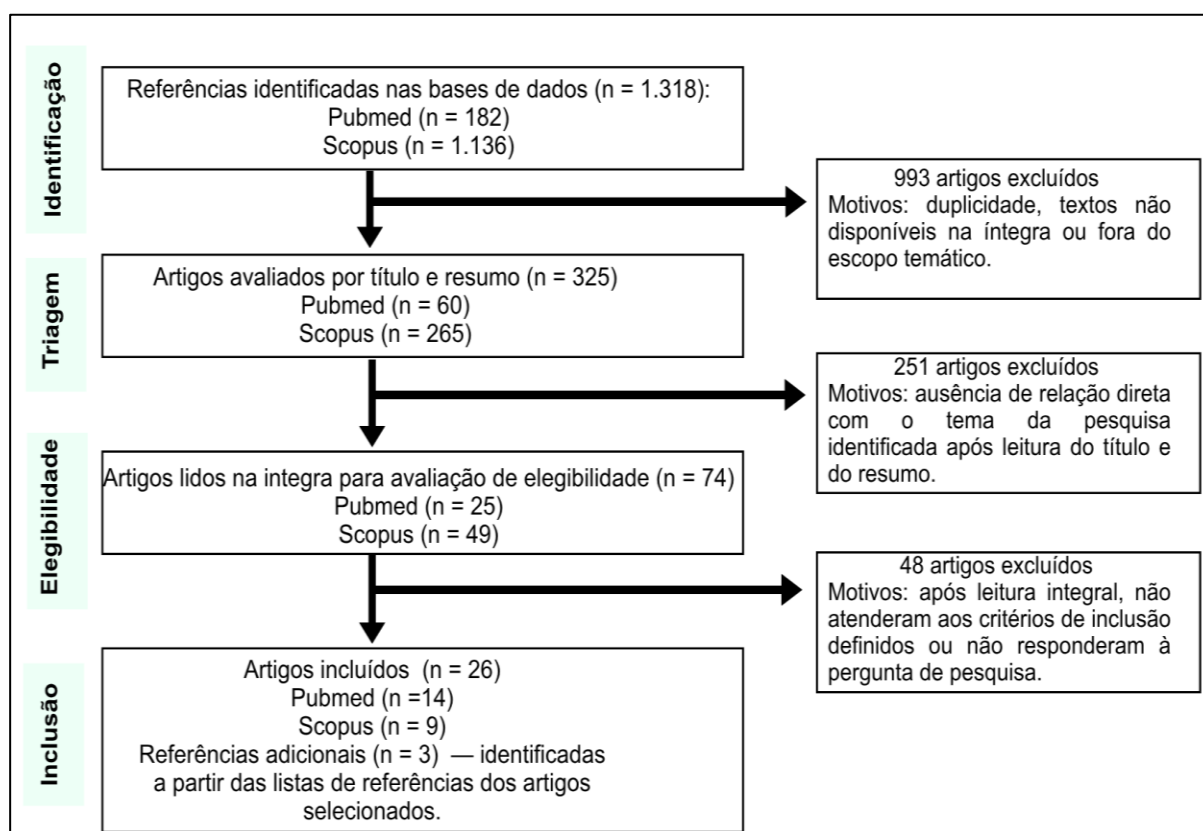 Identificação
Referências identificadas nas bases de dados (n = 1.318):
Pubmed (n = 182)
Scopus (n = 1.136)
993 artigos excluídos
Motivos: duplicidade, textos não
disponíveis na íntegra ou fora do
escopo temático.
Triagem
Artigos avaliados por título e resumo (n = 325)
Pubmed (n = 60)
Scopus (n = 265)
251 artigos excluídos
Motivos: ausência de relação direta
com o tema da pesquisa
identificada após leitura do título e
do resumo.
Elegibilidade
Artigos lidos na integra para avaliação de elegibilidade (n = 74)
Pubmed (n = 25)
Scopus (n = 49)
48 artigos excluídos
Motivos: após leitura integral, não
atenderam aos critérios de inclusão
definidos ou não responderam à
pergunta de pesquisa.
Inclusão
Artigos incluídos (n = 26)
Pubmed (n =14)
Scopus (n = 9)
Referências adicionais (n = 3) — identificadas
a partir das listas de referências dos artigos
selecionados.